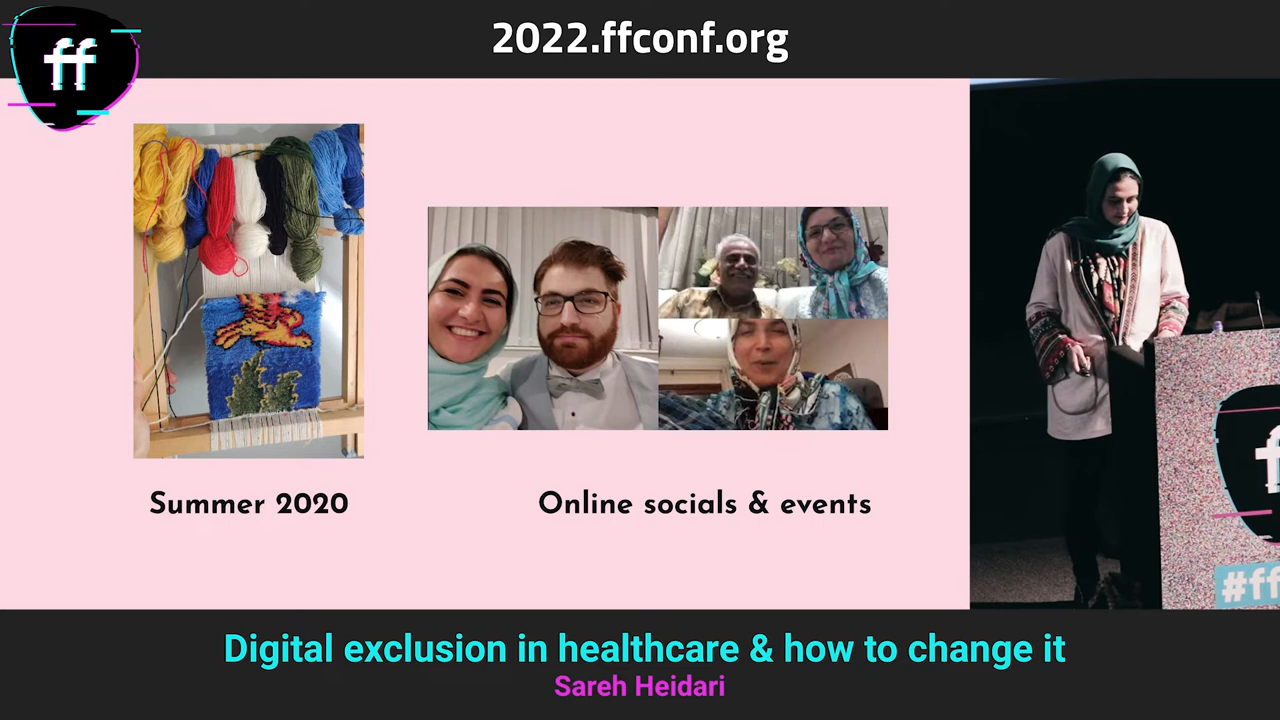 2022.ffconf.org
ff
Summer 2020
Online socials & events
#ff
Digital exclusion in healthcare & how to change it
Sareh Heidari